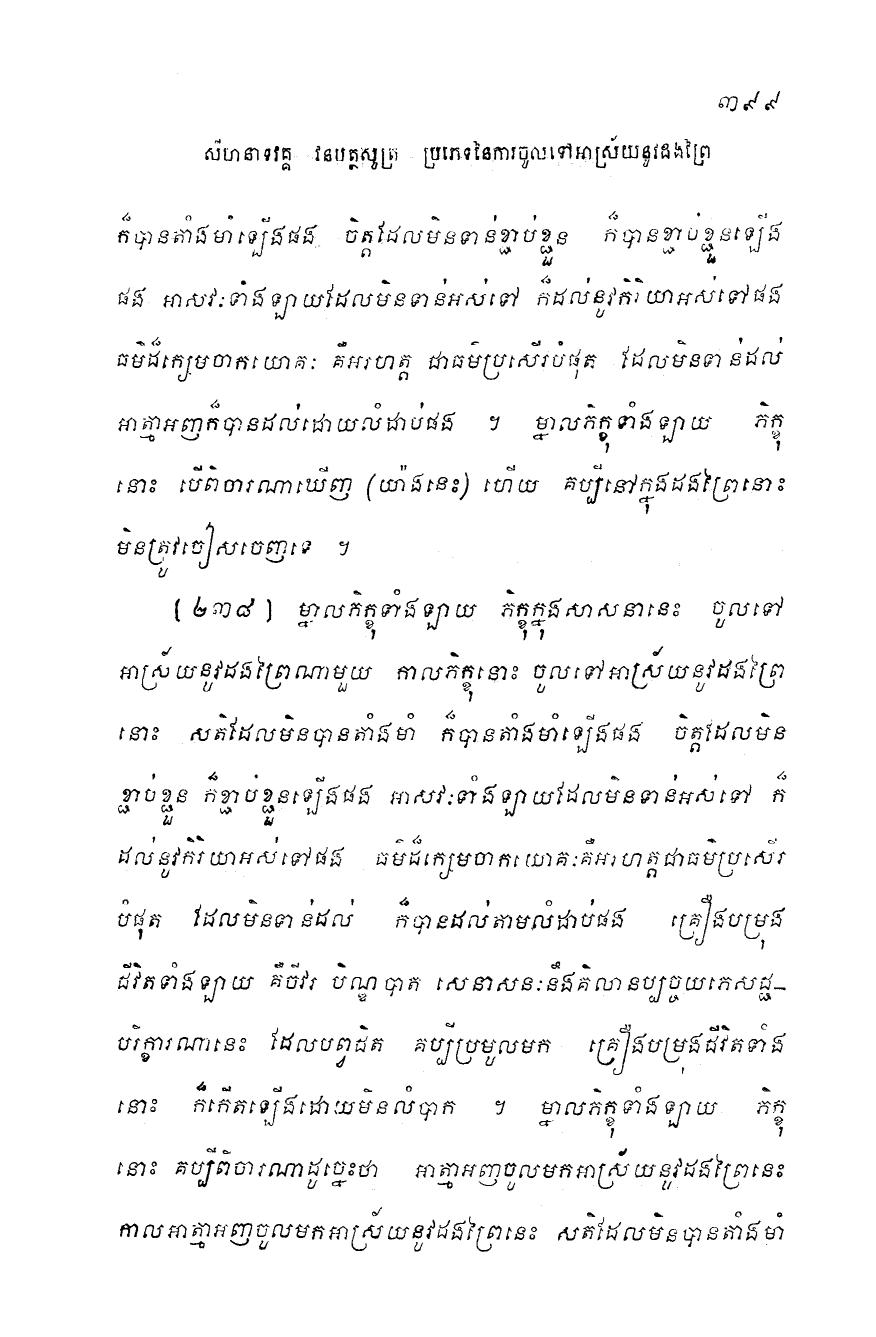 ៣៩៩
សីហនាទវគ្គ វនបត្ថសូត្រ ប្រភេទនៃការចូលទៅអាស្រ័យនូវដងព្រៃ
ក៏បានតាំងមាំឡើងផង ចិត្តដែលមិនទាន់ខ្ជាប់ខ្ជួន ក៏បានខ្ជាប់ខ្ជួនឡើង
ផង អាសវៈទាំងឡាយដែលមិនទាន់អស់ទៅ ក៏ដល់នូវកិរិយាអស់ទៅផង
ធម៌ដ៏ក្សេមចាកយោគៈ គឺអរហត្ត ជាធម៌ប្រសើរបំផុត ដែលមិនទាន់ដល់
អាត្មាអញក៏បានដល់ដោយលំដាប់ផង ។ ម្នាលភិក្ខុទាំងឡាយ ភិក្ខុ
នោះ បើពិចារណាឃើញ (យ៉ាងនេះ) ហើយ គប្បីនៅក្នុងដងព្រៃនោះ
មិនត្រូវចៀសចេញទេ ។
[២៣៨] ម្នាលភិក្ខុទាំងឡាយ ភិក្ខុក្នុងសាសនានេះ ចូលទៅ
អាស្រ័យនូវដងព្រៃណាមួយ កាលភិក្ខុនោះ ចូលទៅអាស្រ័យនូវដងព្រៃ
នោះ សតិដែលមិនបានតាំងមាំ ក៏បានតាំងមាំឡើងផង ចិត្តដែលមិន
ខ្ជាប់ខ្ជួន ក៏ខ្ជាប់ខ្ជួនឡើងផង អាសវៈទាំងឡាយដែលមិនទាន់អស់ទៅ ក៏
ដល់នូវកិរិយាអស់ទៅផង ធម៌ដ៏ក្សេមចាកយោគៈគឺអរហត្តជាធម៌ប្រសើរ
បំផុត ដែលមិនទាន់ដល់ ក៏បានដល់តាមលំដាប់ផង គ្រឿងបម្រុង
ជីវិតទាំងឡាយ គឺចីវរ បិណ្ឌបាត សេនាសនៈនឹងគិលានប្បច្ចយភេសជ្ជ–
បរិក្ខារណានេះ ដែលបព្វជិត គប្បីប្រមូលមក គ្រឿងបម្រុងជីវិតទាំង
នោះ ក៏កើតឡើងដោយមិនលំបាក ។ ម្នាលភិក្ខុទាំងឡាយ ភិក្ខុ
នោះ គប្បីពិចារណាដូច្នេះថា អាត្មាអញចូលមកអាស្រ័យនូវដងព្រៃនេះ
កាលអាត្មាអញចូលមកអាស្រ័យនូវដងព្រៃនេះ សតិដែលមិនបានតាំងមាំ